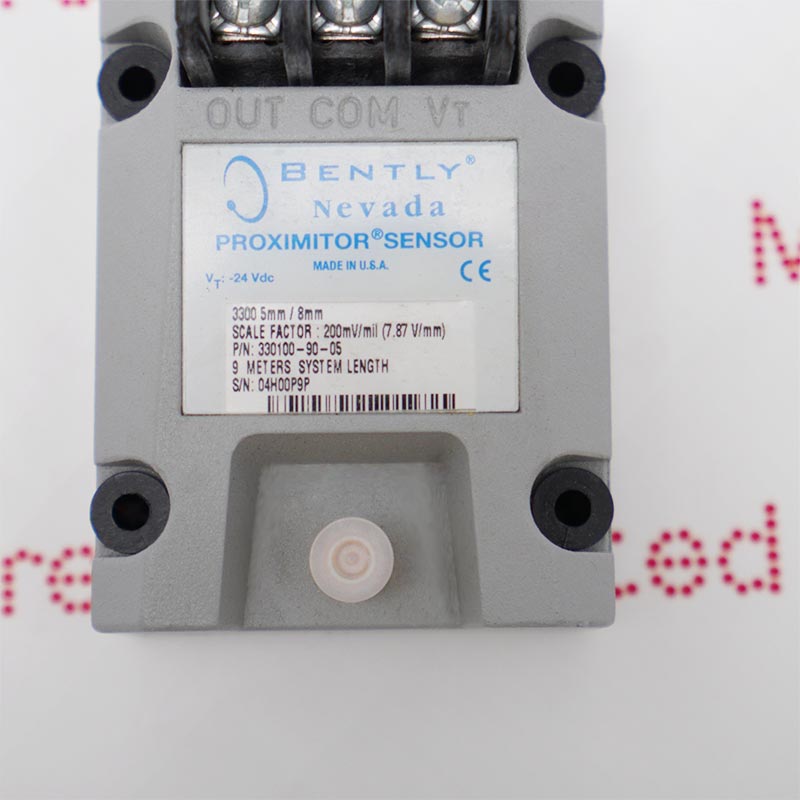 OUT COM VT
BENTLY®
Nevada
PROXIMITOR® SENSOR
MADE IN U.S.A.
VT: -24 Vdc
CE
3300 5mm / 8mm
SCALE FACTOR : 200mV/mil (7.87 V/mm)
P/N: 330100-90-05
9 METERS SYSTEM LENGTH
S/N: 04H00P9P